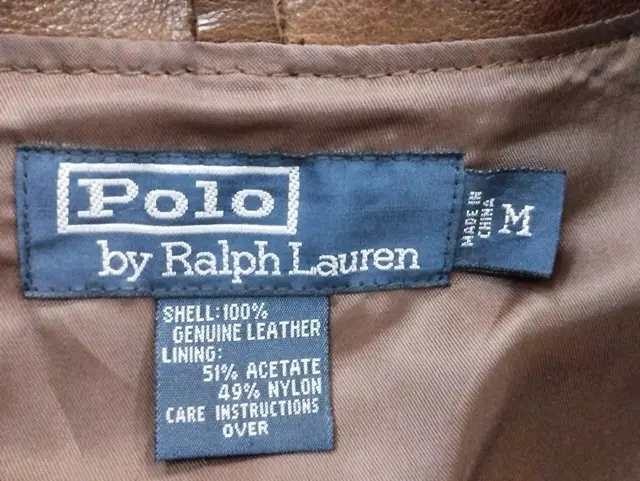 Polo
by Ralph Lauren
MADE IN
CHINA
M
SHELL:100%
GENUINE LEATHER
LINING:
51% ACETATE
49% NYLON
CARE INSTRUCTIONS
OVER